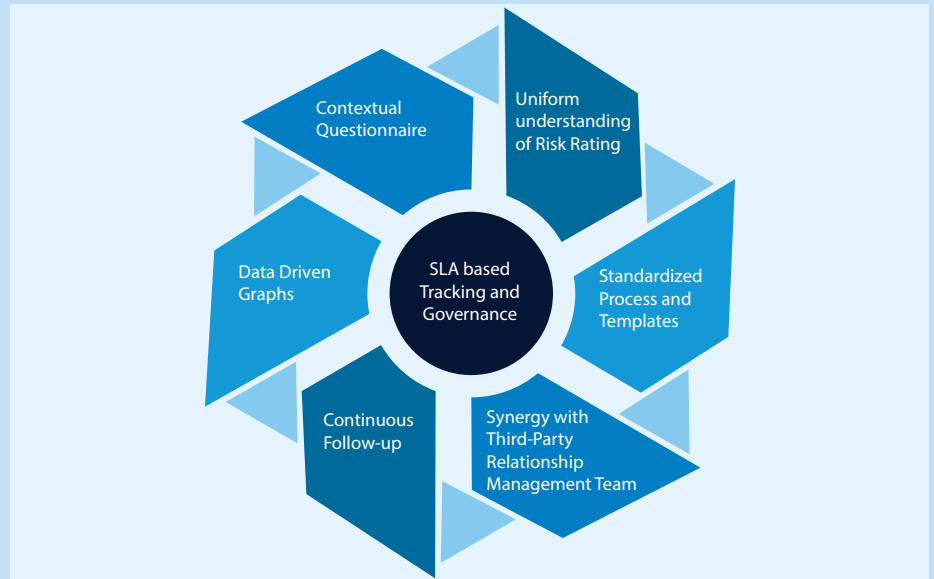 Contextual
Questionnaire
Uniform
understanding
of Risk Rating
Standardized
Process and
Templates
Synergy with
Third-Party
Relationship
Management Team
Continuous
Follow-up
Data Driven
Graphs
SLA based
Tracking and
Governance